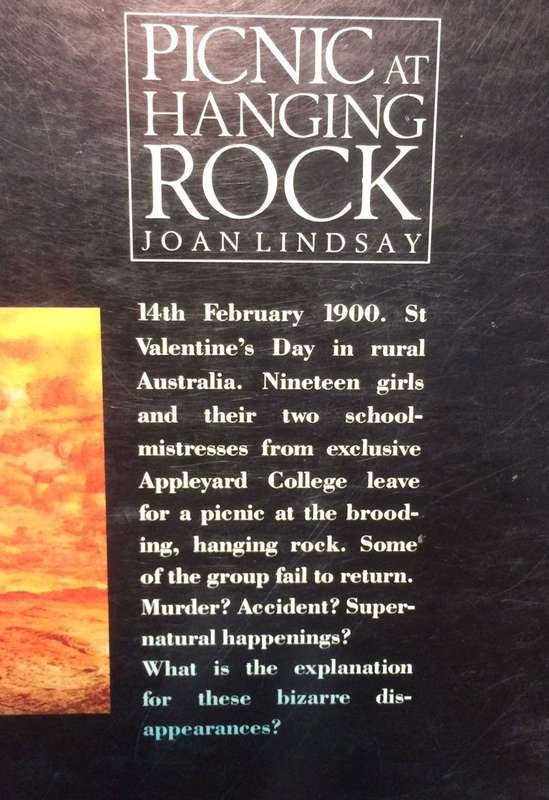 PICNIC AT
HANGING
ROCK
JOAN LINDSAY
14th February 1900. St
Valentine's Day in rural
Australia. Nineteen girls
and their two school-
mistresses from exclusive
Appleyard College leave
for a picnic at the brood-
ing, hanging rock. Some
of the group fail to return.
Murder? Accident? Super-
natural happenings?
What is the explanation
for these bizarre dis-
appearances?